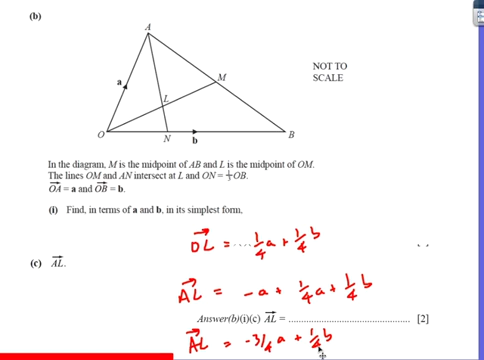 (b)
A
NOT TO
SCALE
M
a
L
O
N
b
B
In the diagram, M is the midpoint of AB and L is the midpoint of OM.
The lines OM and AN intersect at L and ON = 1/3 OB.
→OA = a and →OB = b.
(i) Find, in terms of a and b, in its simplest form,
→OL = .... 1/4 a + 1/4 b
(c) →AL.
→AL = -a + 1/4 a + 1/4 b
Answer(b)(i)(c) →AL = ................................................ [2]
→AL = -3/4 a + 1/4 b